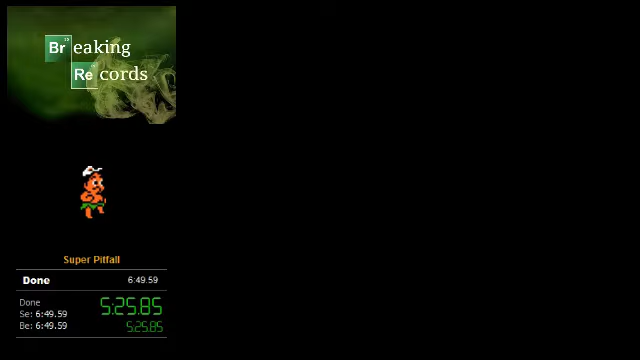 Breaking
Records
Super Pitfall
Done 6:49.59
Done
Se: 6:49.59
Be: 6:49.59
5:25.85
5:25.85